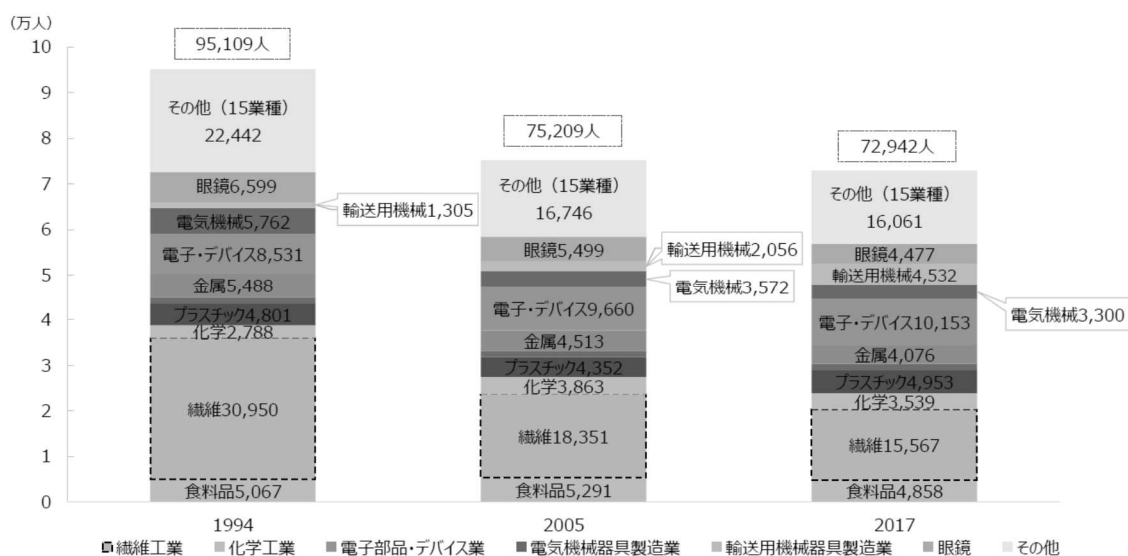 (万人)
10
9
8
7
6
5
4
3
2
1
0
95,109人
その他（15業種）
22,442
眼鏡6,599
輸送用機械1,305
電気機械5,762
電子・デバイス8,531
金属5,488
プラスチック4,801
化学2,788
繊維30,950
食料品5,067
1994
75,209人
その他（15業種）
16,746
眼鏡5,499
輸送用機械2,056
電気機械3,572
電子・デバイス9,660
金属4,513
プラスチック4,352
化学3,863
繊維18,351
食料品5,291
2005
72,942人
その他（15業種）
16,061
眼鏡4,477
輸送用機械4,532
電気機械3,300
電子・デバイス10,153
金属4,076
プラスチック4,953
化学3,539
繊維15,567
食料品4,858
2017
繊維工業 化学工業 電子部品・デバイス業 電気機械器具製造業 輸送用機械器具製造業 眼鏡 その他